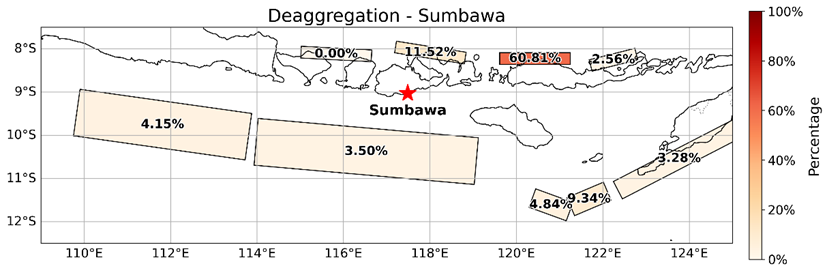 Deaggregation - Sumbawa
100%
8°S
0.00%
11.52%
60.81%
2.56%
80%
9°S
Sumbawa
4.15%
3.50%
3.28%
10°S
60%
11°S
4.84%
9.34%
40%
12°S
20%
0%
110°E 112°E 114°E 116°E 118°E 120°E 122°E 124°E
Percentage